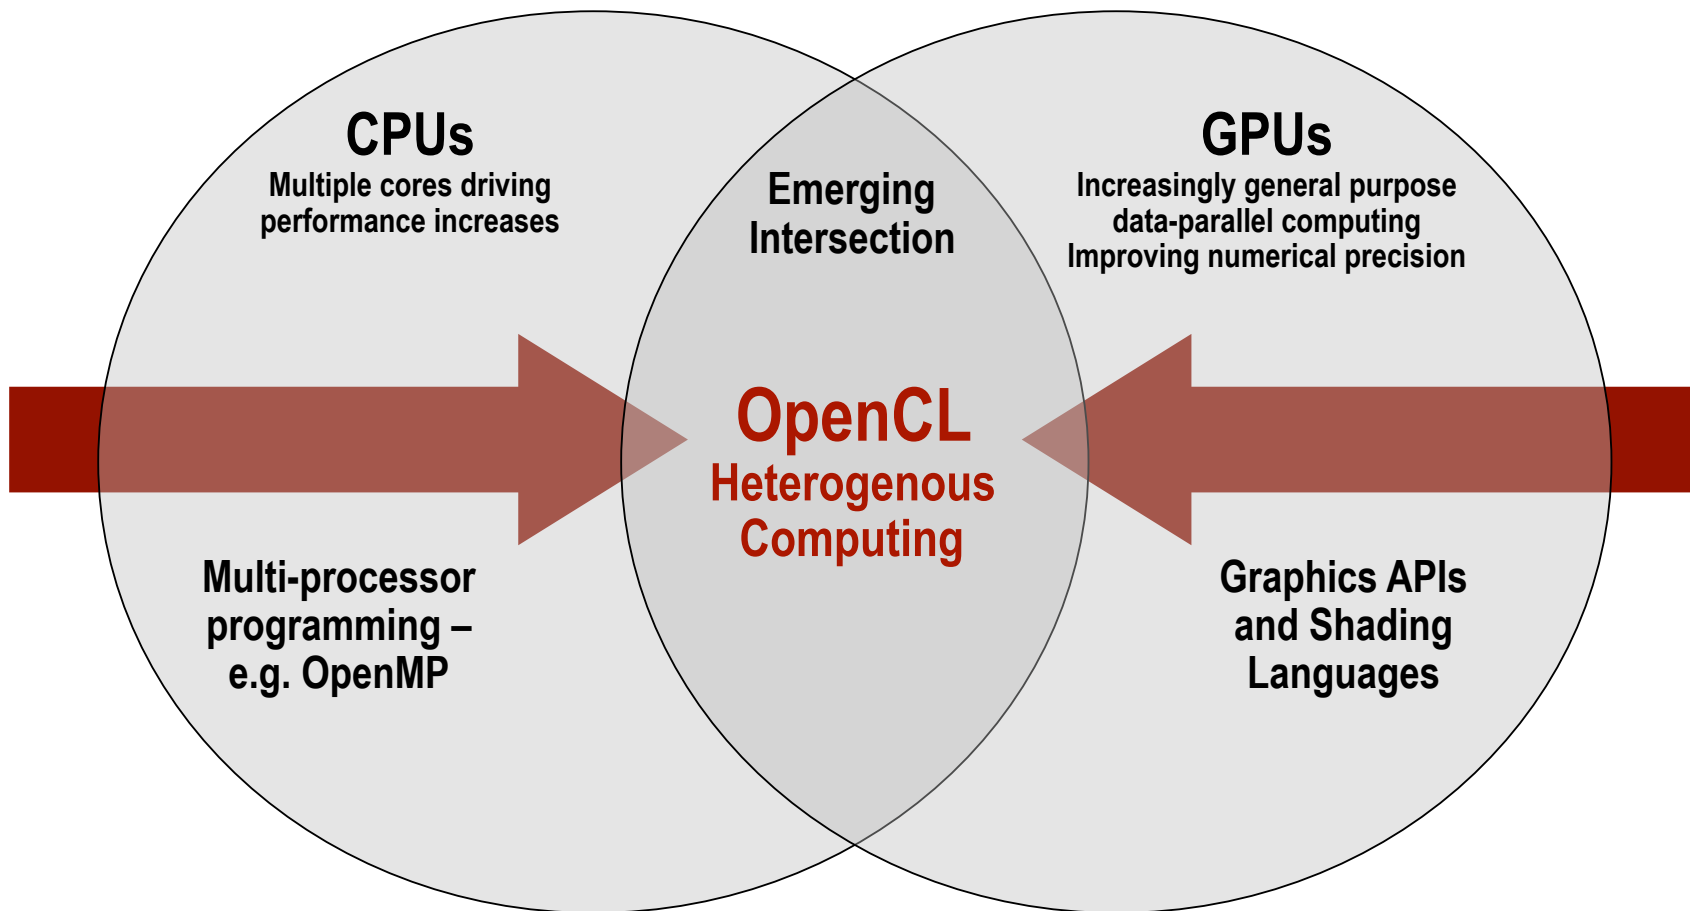 CPUs
Multiple cores driving
performance increases
Multi-processor
programming –
e.g. OpenMP
Emerging
Intersection
OpenCL
Heterogenous
Computing
GPUs
Increasingly general purpose
data-parallel computing
Improving numerical precision
Graphics APIs
and Shading
Languages